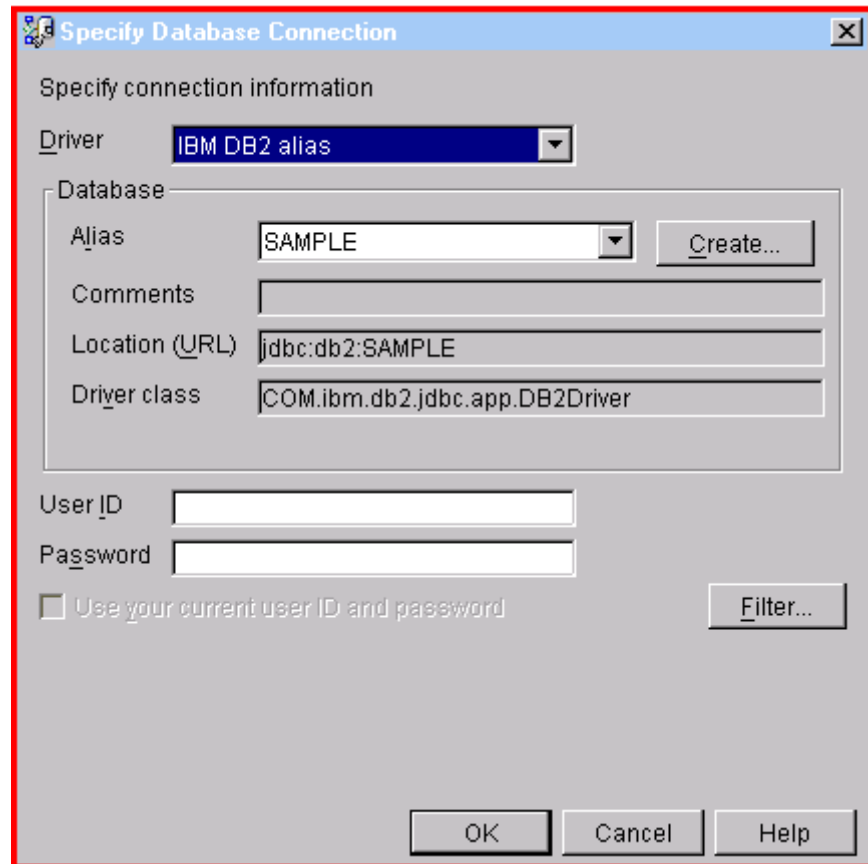 Specify Database Connection
Specify connection information
Driver IBM DB2 alias
Database
Alias SAMPLE Create...
Comments
Location (URL) jdbc:db2:SAMPLE
Driver class COM.ibm.db2.jdbc.app.DB2Driver
User ID
Password
Use your current user ID and password Filter...
OK Cancel Help